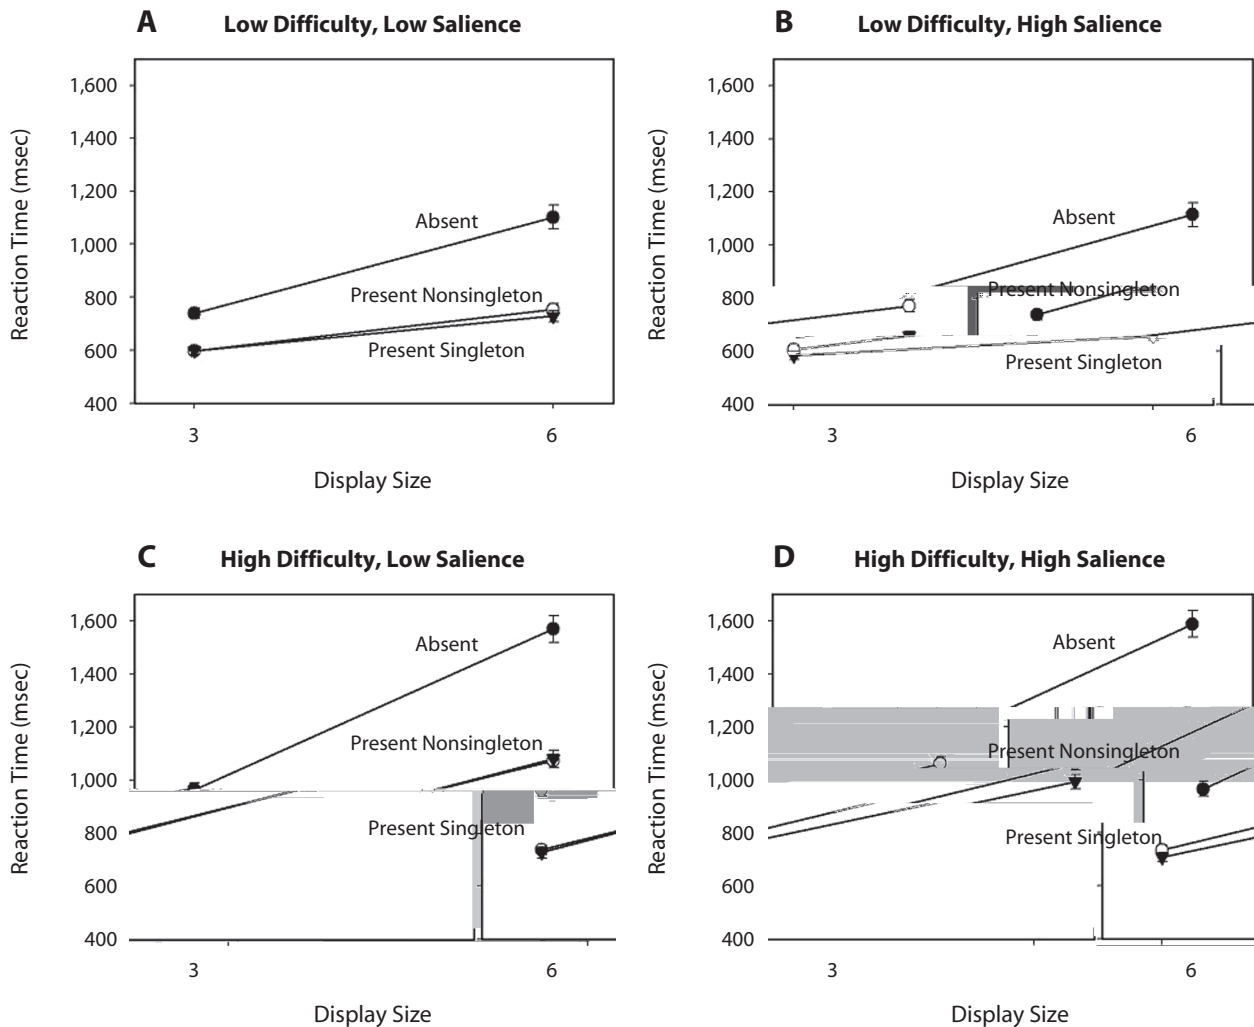 A Low Difficulty, Low Salience
Reaction Time (msec)
1,600
1,400
1,200
1,000
800
600
400
Absent
Present Nonsingleton
Present Singleton
3 6
Display Size
B Low Difficulty, High Salience
Reaction Time (msec)
1,600
1,400
1,200
1,000
800
600
400
Absent
Present Nonsingleton
Present Singleton
3 6
Display Size
C High Difficulty, Low Salience
Reaction Time (msec)
1,600
1,400
1,200
1,000
800
600
400
Absent
Present Nonsingleton
Present Singleton
3 6
Display Size
D High Difficulty, High Salience
Reaction Time (msec)
1,600
1,400
1,200
1,000
800
600
400
Absent
Present Nonsingleton
Present Singleton
3 6
Display Size